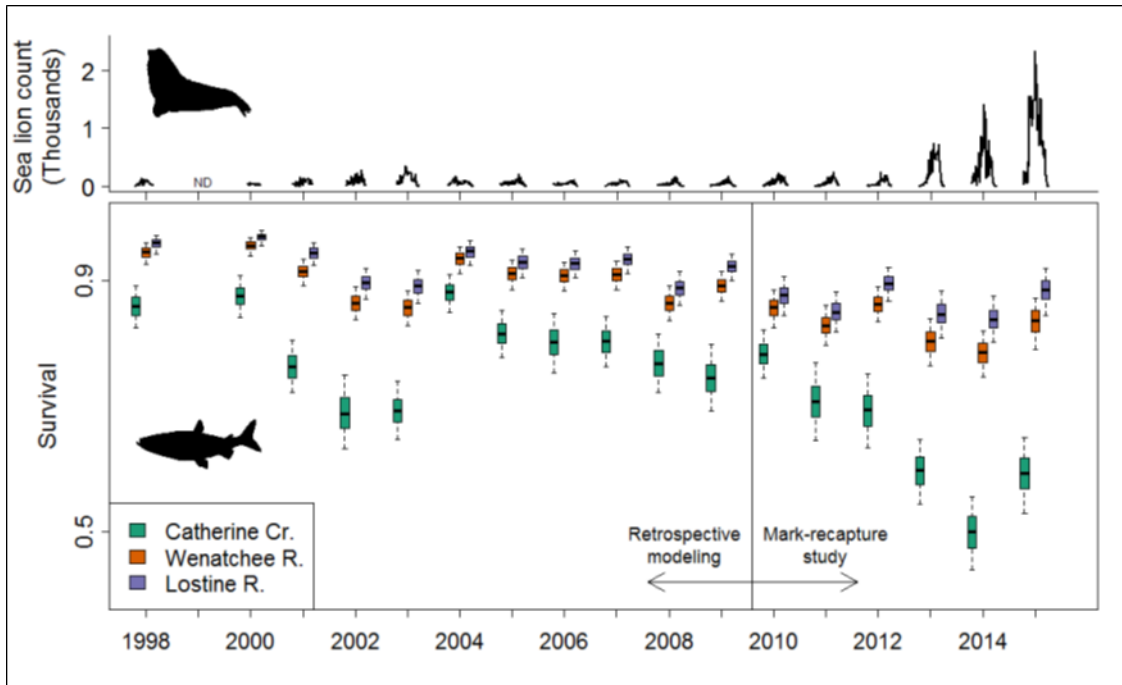 Sea lion count
(Thousands)
2
1
0
ND
Survival
0.9
0.5
Catherine Cr.
Wenatchee R.
Lostine R.
Retrospective
modeling
Mark-recapture
study
1998 2000 2002 2004 2006 2008 2010 2012 2014